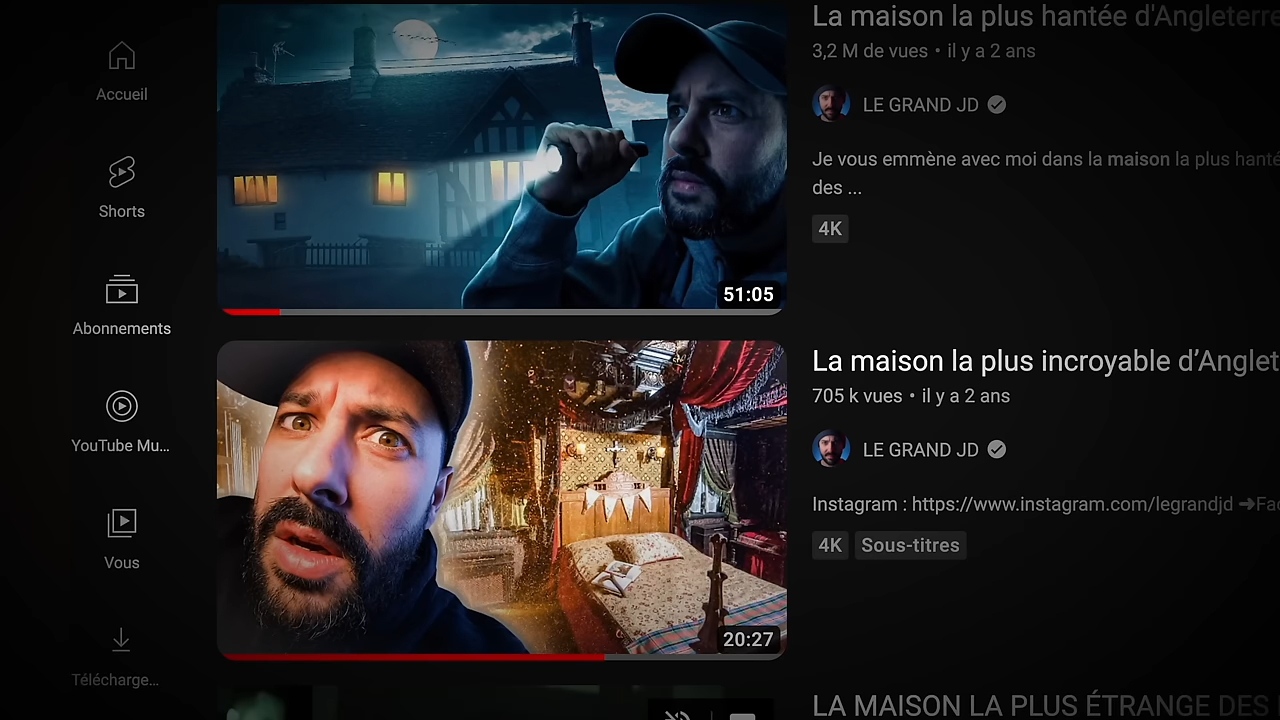 Accueil
Shorts
Abonnements
YouTube Mu…
Vous
Télécharge…
51:05
La maison la plus hantée d'Angleterre
3,2 M de vues • il y a 2 ans
LE GRAND JD
Je vous emmène avec moi dans la maison la plus hanté
des ...
4K
20:27
La maison la plus incroyable d’Anglet
705 k vues • il y a 2 ans
LE GRAND JD
Instagram : https://www.instagram.com/legrandjd ➔Fac
4K Sous-titres
LA MAISON LA PLUS ÉTRANGE DES